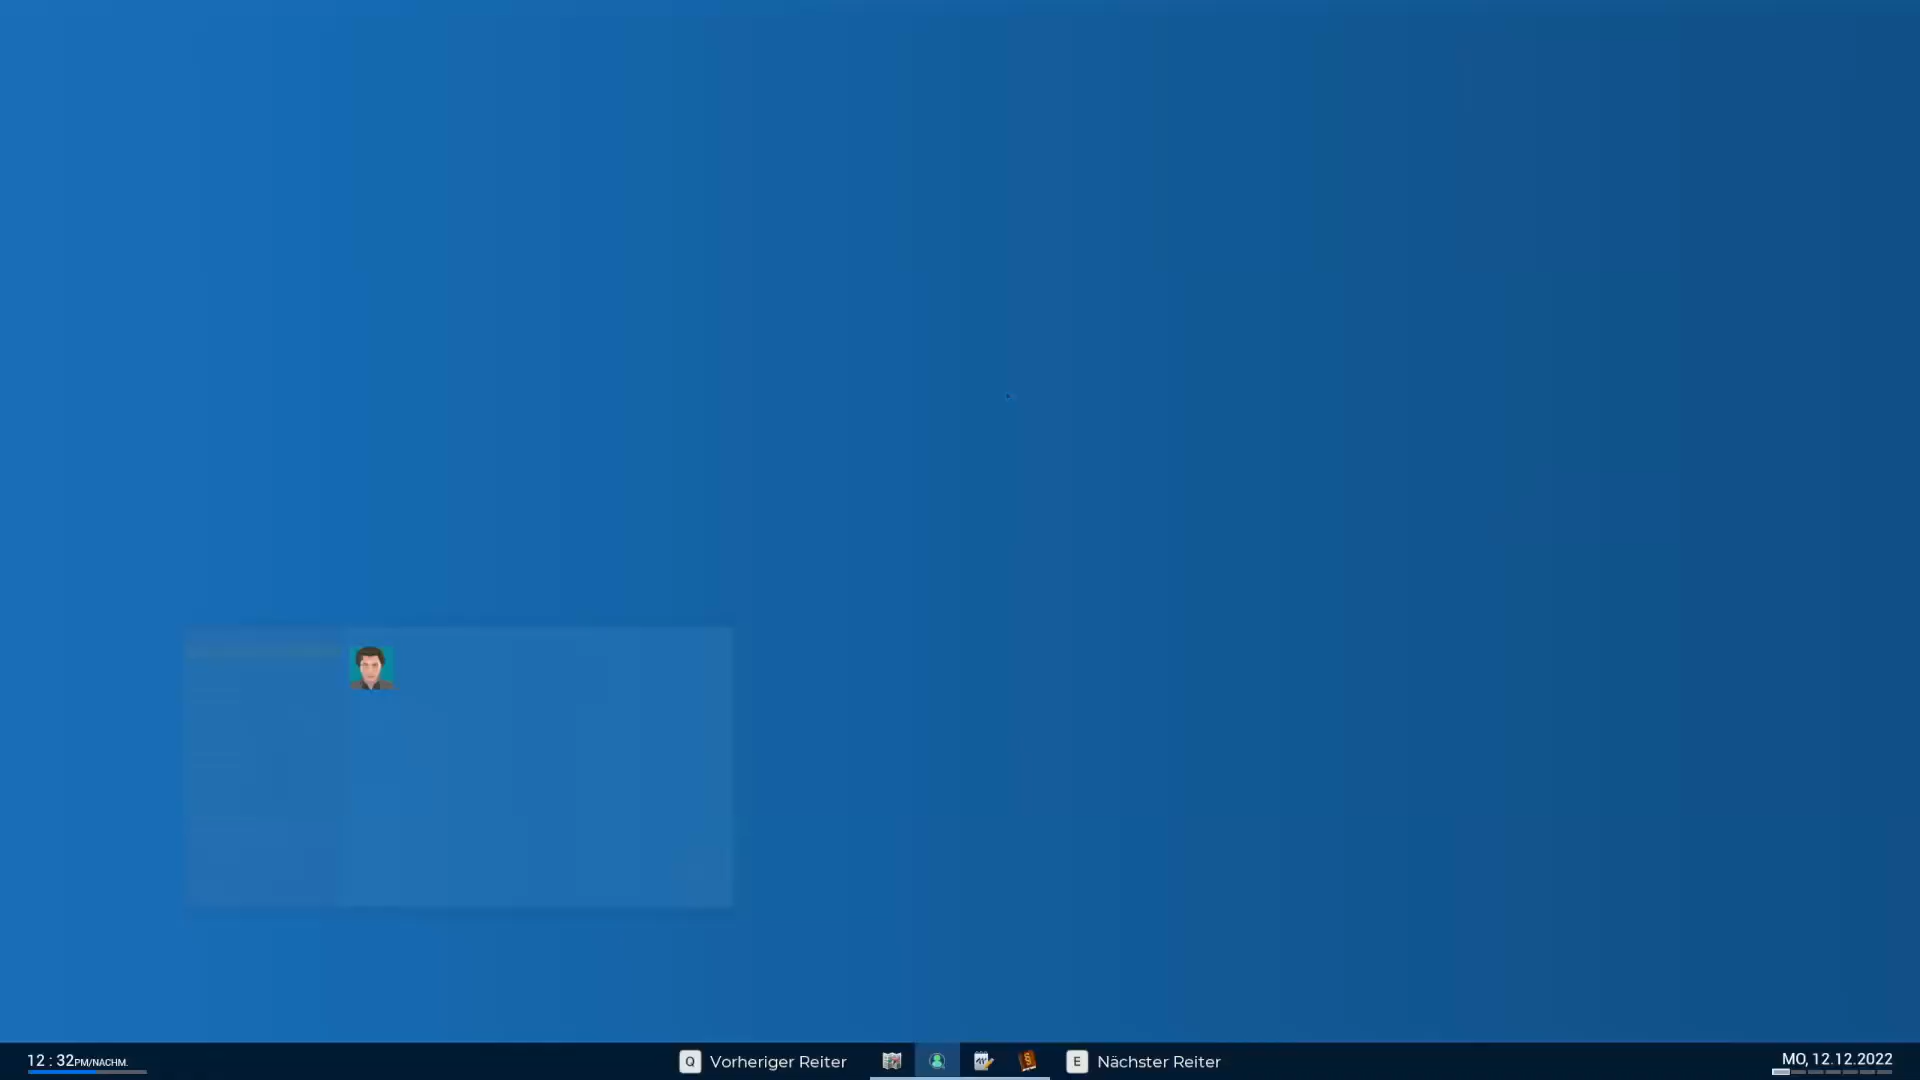 12 : 32PM/NACHM.
Q Vorheriger Reiter
§
E Nächster Reiter
MO, 12.12.2022